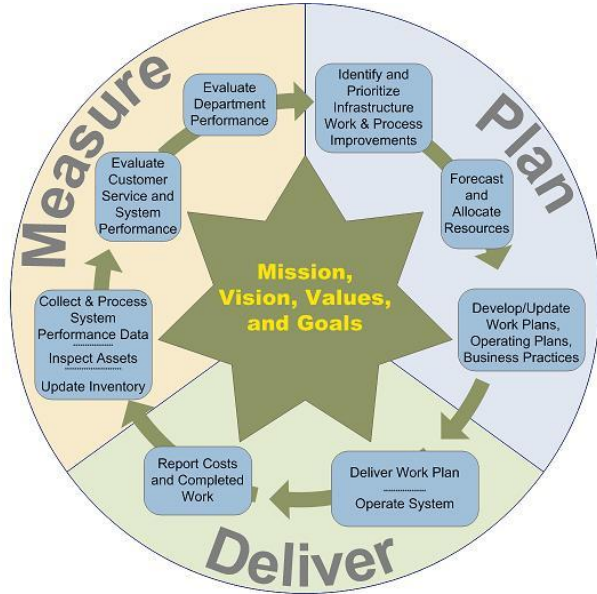 Measure
Plan
Deliver
Identify and
Prioritize
Infrastructure
Work & Process
Improvements
Forecast
and
Allocate
Resources
Develop/Update
Work Plans,
Operating Plans,
Business Practices
Deliver Work Plan
Operate System
Report Costs
and Completed
Work
Collect & Process
System
Performance Data
Inspect Assets
Update Inventory
Evaluate
Customer
Service and
System
Performance
Evaluate
Department
Performance
Mission,
Vision, Values,
and Goals